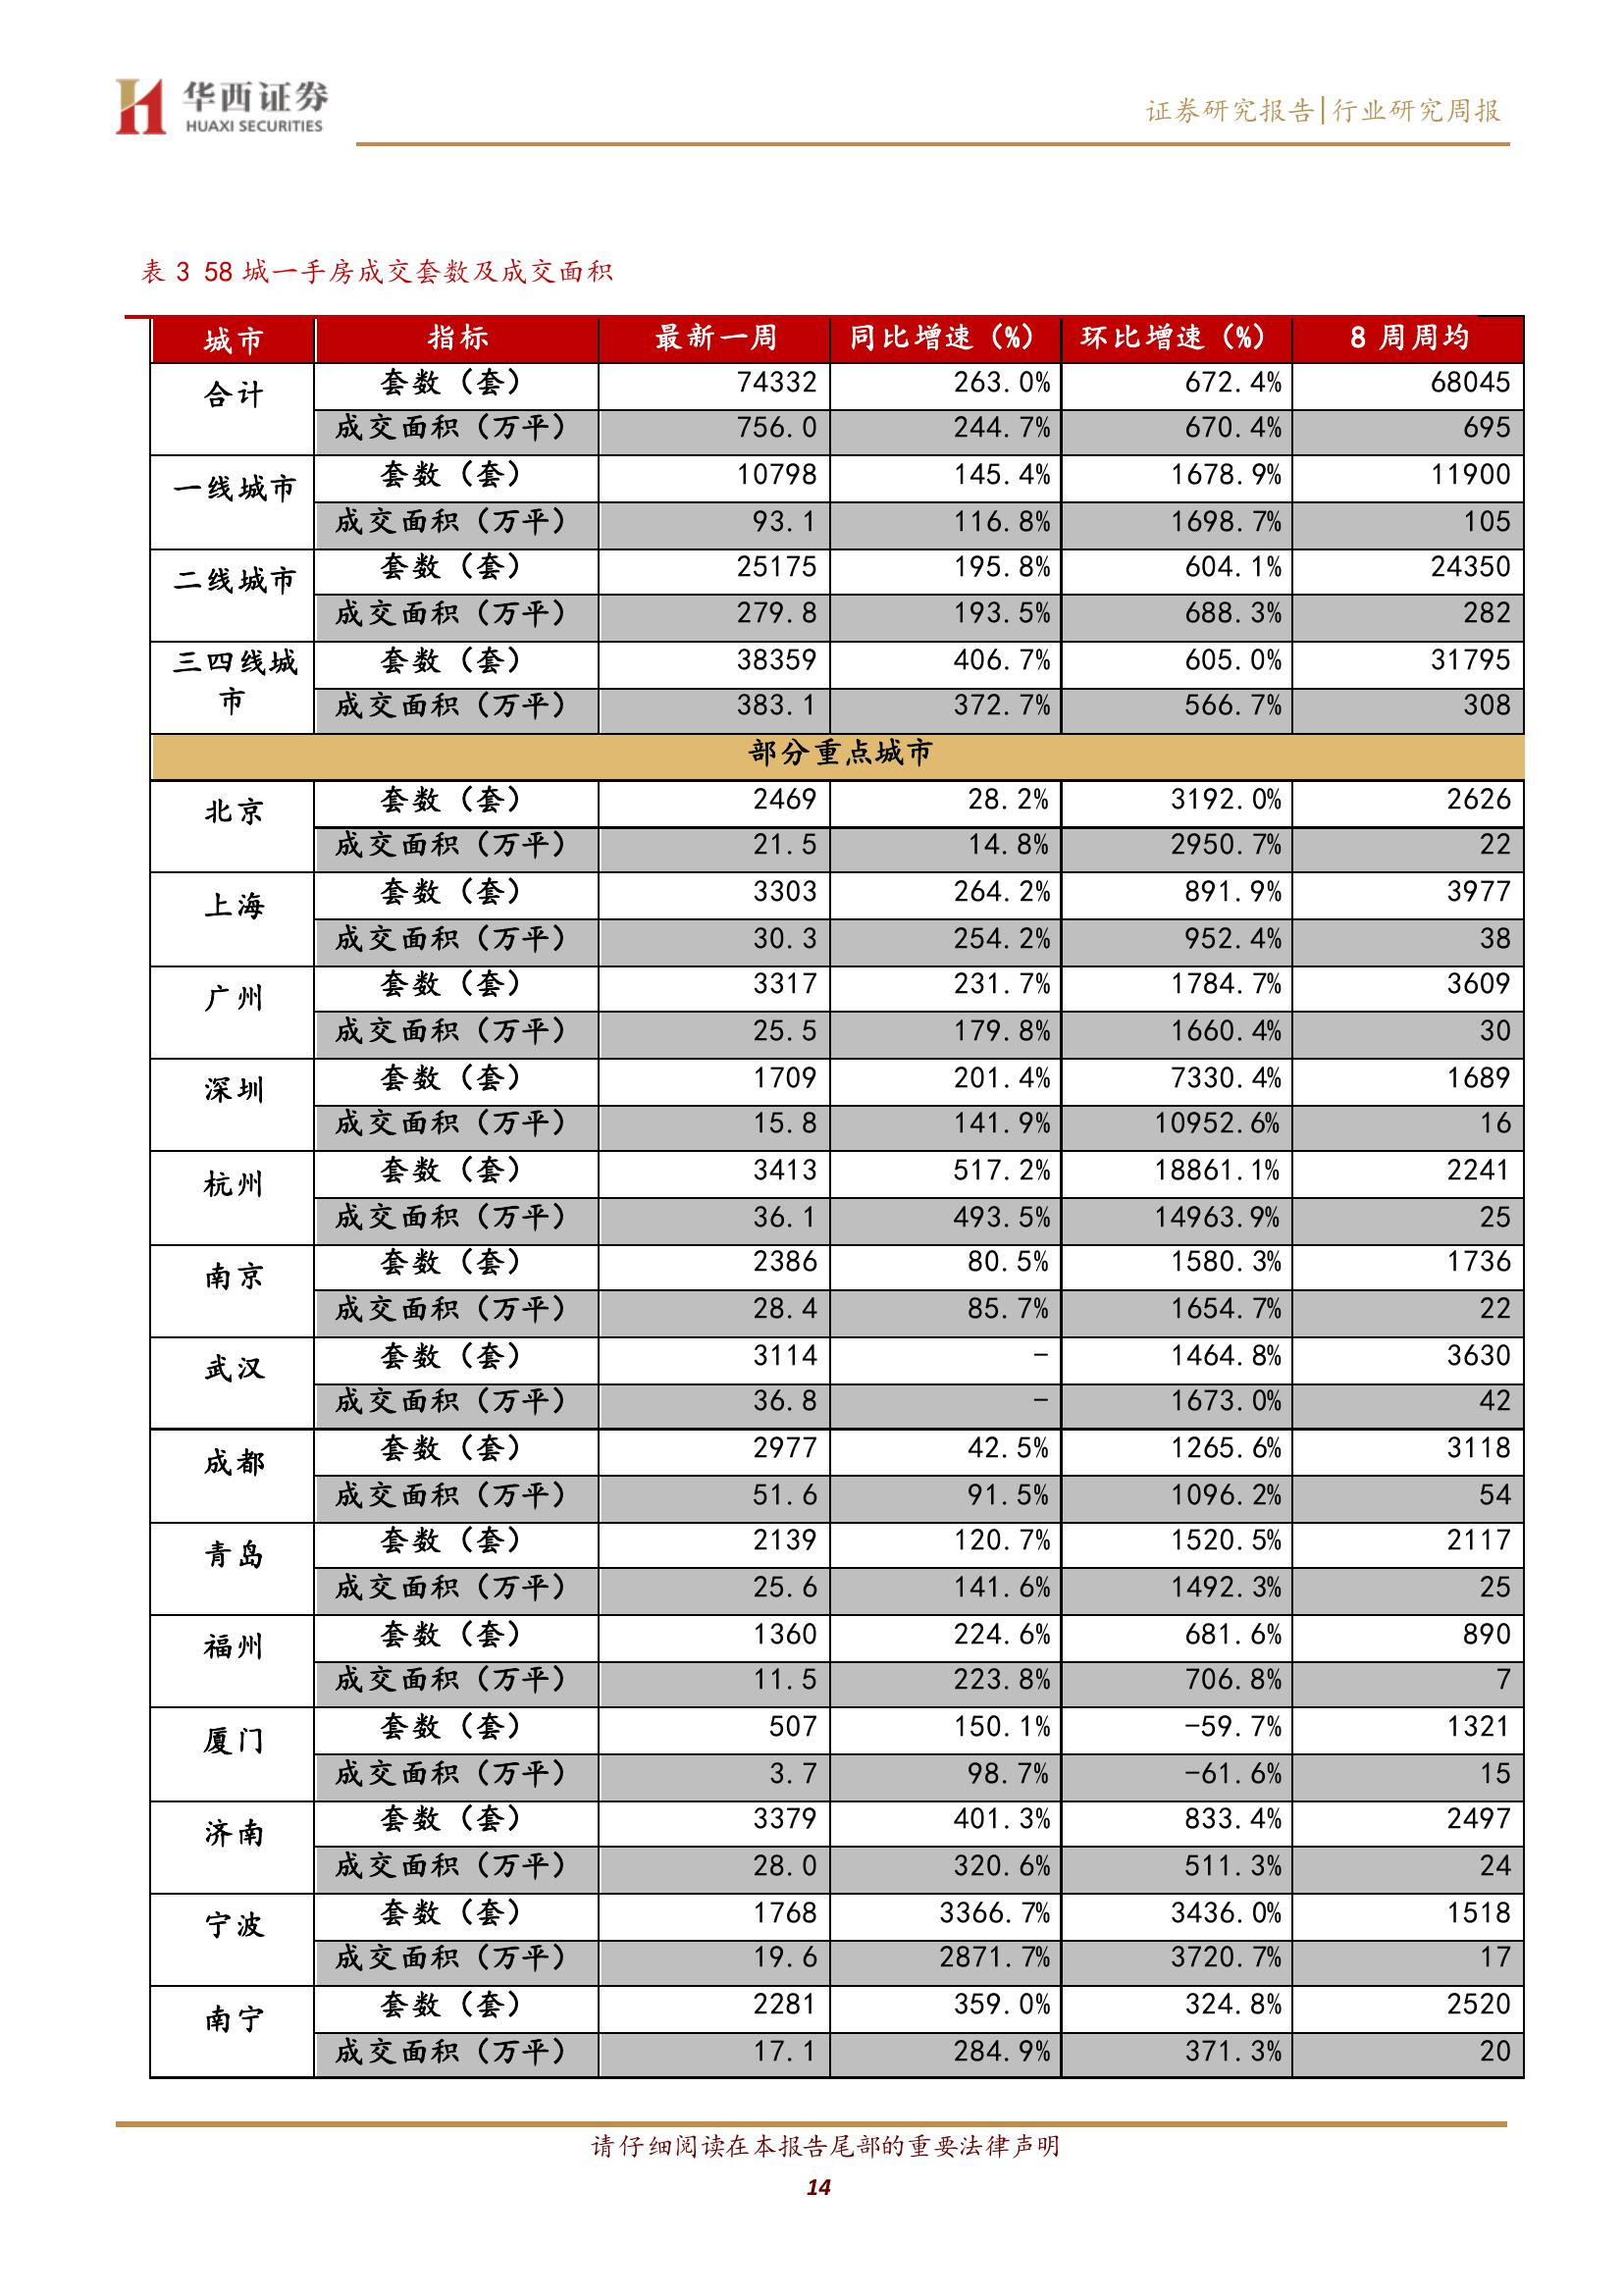 华西证券
HUAXI SECURITIES
证券研究报告|行业研究周报
表 3 58 城一手房成交套数及成交面积
城市 指标 最新一周 同比增速（%） 环比增速（%） 8 周周均
合计 套数（套） 74332 263.0% 672.4% 68045
成交面积（万平） 756.0 244.7% 670.4% 695
一线城市 套数（套） 10798 145.4% 1678.9% 11900
成交面积（万平） 93.1 116.8% 1698.7% 105
二线城市 套数（套） 25175 195.8% 604.1% 24350
成交面积（万平） 279.8 193.5% 688.3% 282
三四线城市 套数（套） 38359 406.7% 605.0% 31795
成交面积（万平） 383.1 372.7% 566.7% 308
部分重点城市
北京 套数（套） 2469 28.2% 3192.0% 2626
成交面积（万平） 21.5 14.8% 2950.7% 22
上海 套数（套） 3303 264.2% 891.9% 3977
成交面积（万平） 30.3 254.2% 952.4% 38
广州 套数（套） 3317 231.7% 1784.7% 3609
成交面积（万平） 25.5 179.8% 1660.4% 30
深圳 套数（套） 1709 201.4% 7330.4% 1689
成交面积（万平） 15.8 141.9% 10952.6% 16
杭州 套数（套） 3413 517.2% 18861.1% 2241
成交面积（万平） 36.1 493.5% 14963.9% 25
南京 套数（套） 2386 80.5% 1580.3% 1736
成交面积（万平） 28.4 85.7% 1654.7% 22
武汉 套数（套） 3114 - 1464.8% 3630
成交面积（万平） 36.8 - 1673.0% 42
成都 套数（套） 2977 42.5% 1265.6% 3118
成交面积（万平） 51.6 91.5% 1096.2% 54
青岛 套数（套） 2139 120.7% 1520.5% 2117
成交面积（万平） 25.6 141.6% 1492.3% 25
福州 套数（套） 1360 224.6% 681.6% 890
成交面积（万平） 11.5 223.8% 706.8% 7
厦门 套数（套） 507 150.1% -59.7% 1321
成交面积（万平） 3.7 98.7% -61.6% 15
济南 套数（套） 3379 401.3% 833.4% 2497
成交面积（万平） 28.0 320.6% 511.3% 24
宁波 套数（套） 1768 3366.7% 3436.0% 1518
成交面积（万平） 19.6 2871.7% 3720.7% 17
南宁 套数（套） 2281 359.0% 324.8% 2520
成交面积（万平） 17.1 284.9% 371.3% 20
请仔细阅读在本报告尾部的重要法律声明
14